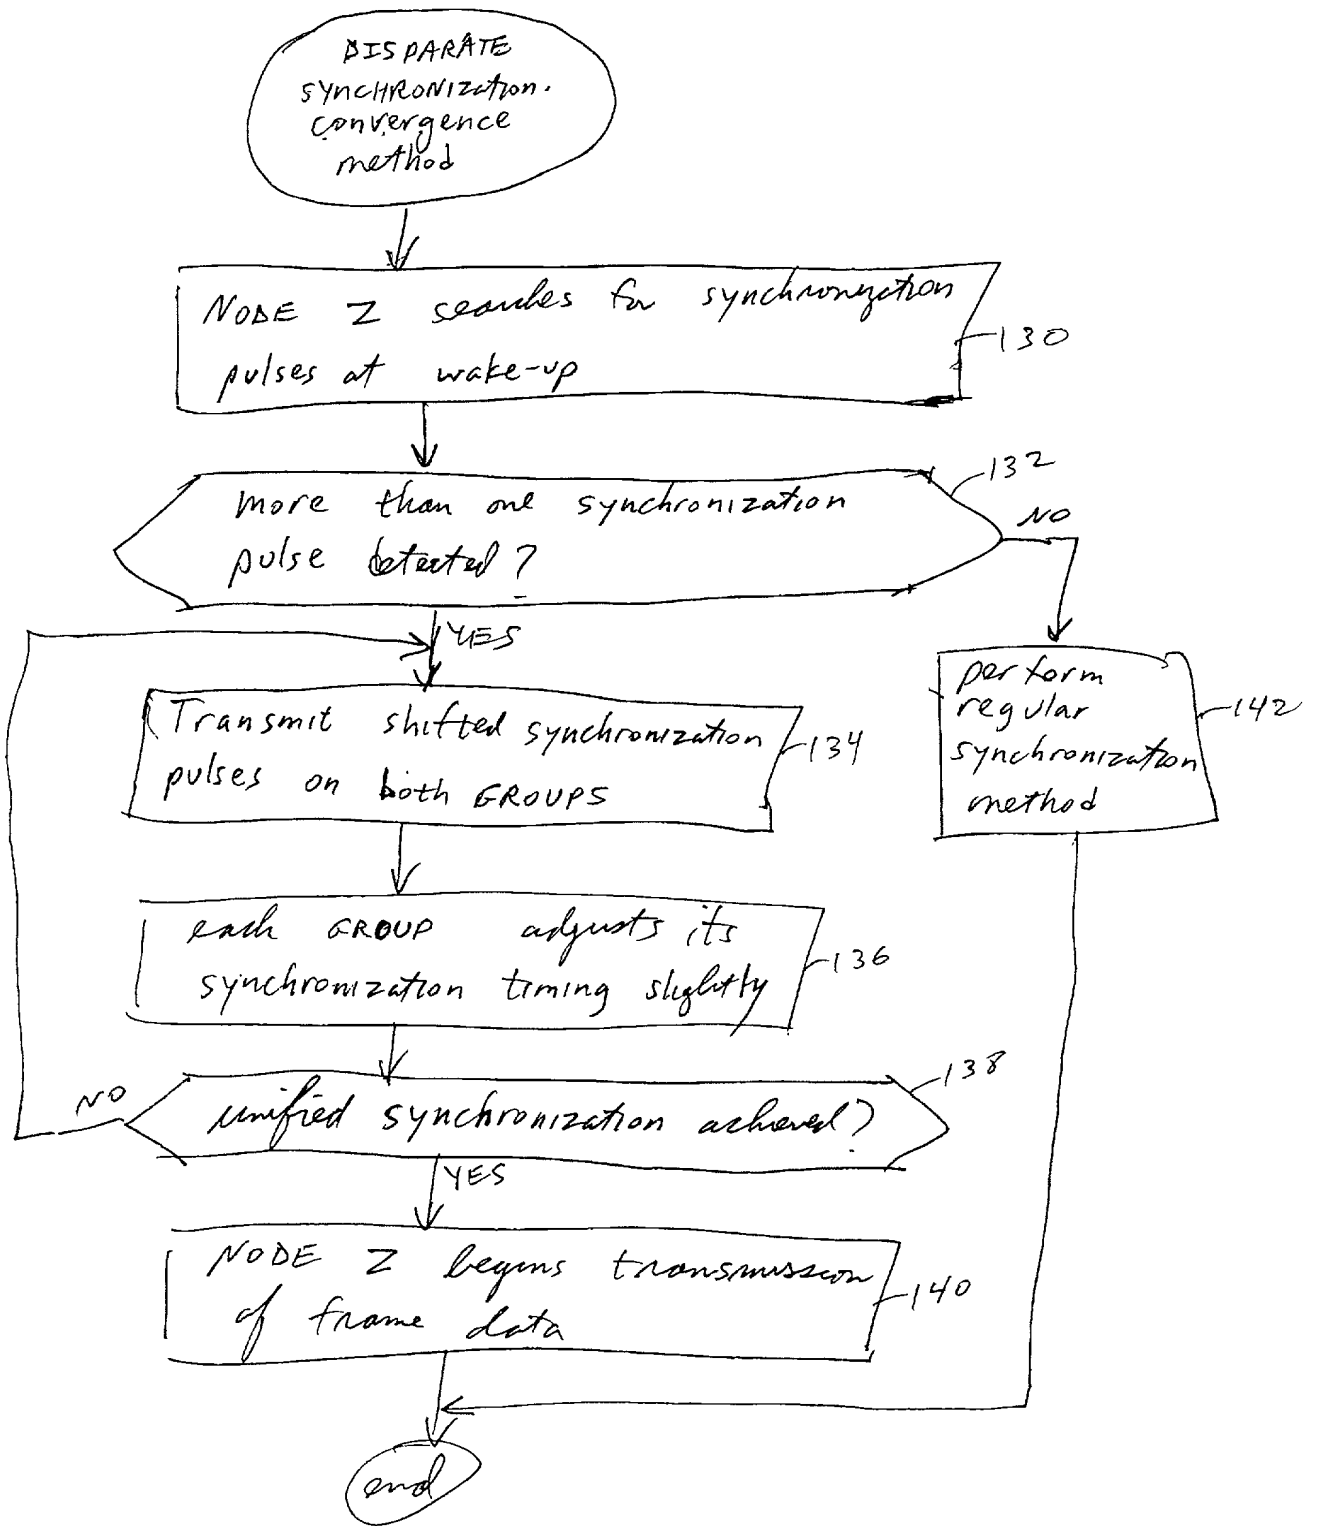 DISPARATE
SYNCHRONIZATION.
convergence
method
NODE Z searches for synchronization
pulses at wake-up
130
more than one synchronization
pulse detected?
132
NO
YES
Transmit shifted synchronization
pulses on both GROUPS
134
perform
regular
synchronization
method
142
each GROUP adjusts its
synchronization timing slightly
136
unified synchronization achieved?
138
NO
YES
NODE Z begins transmission
of frame data
140
end